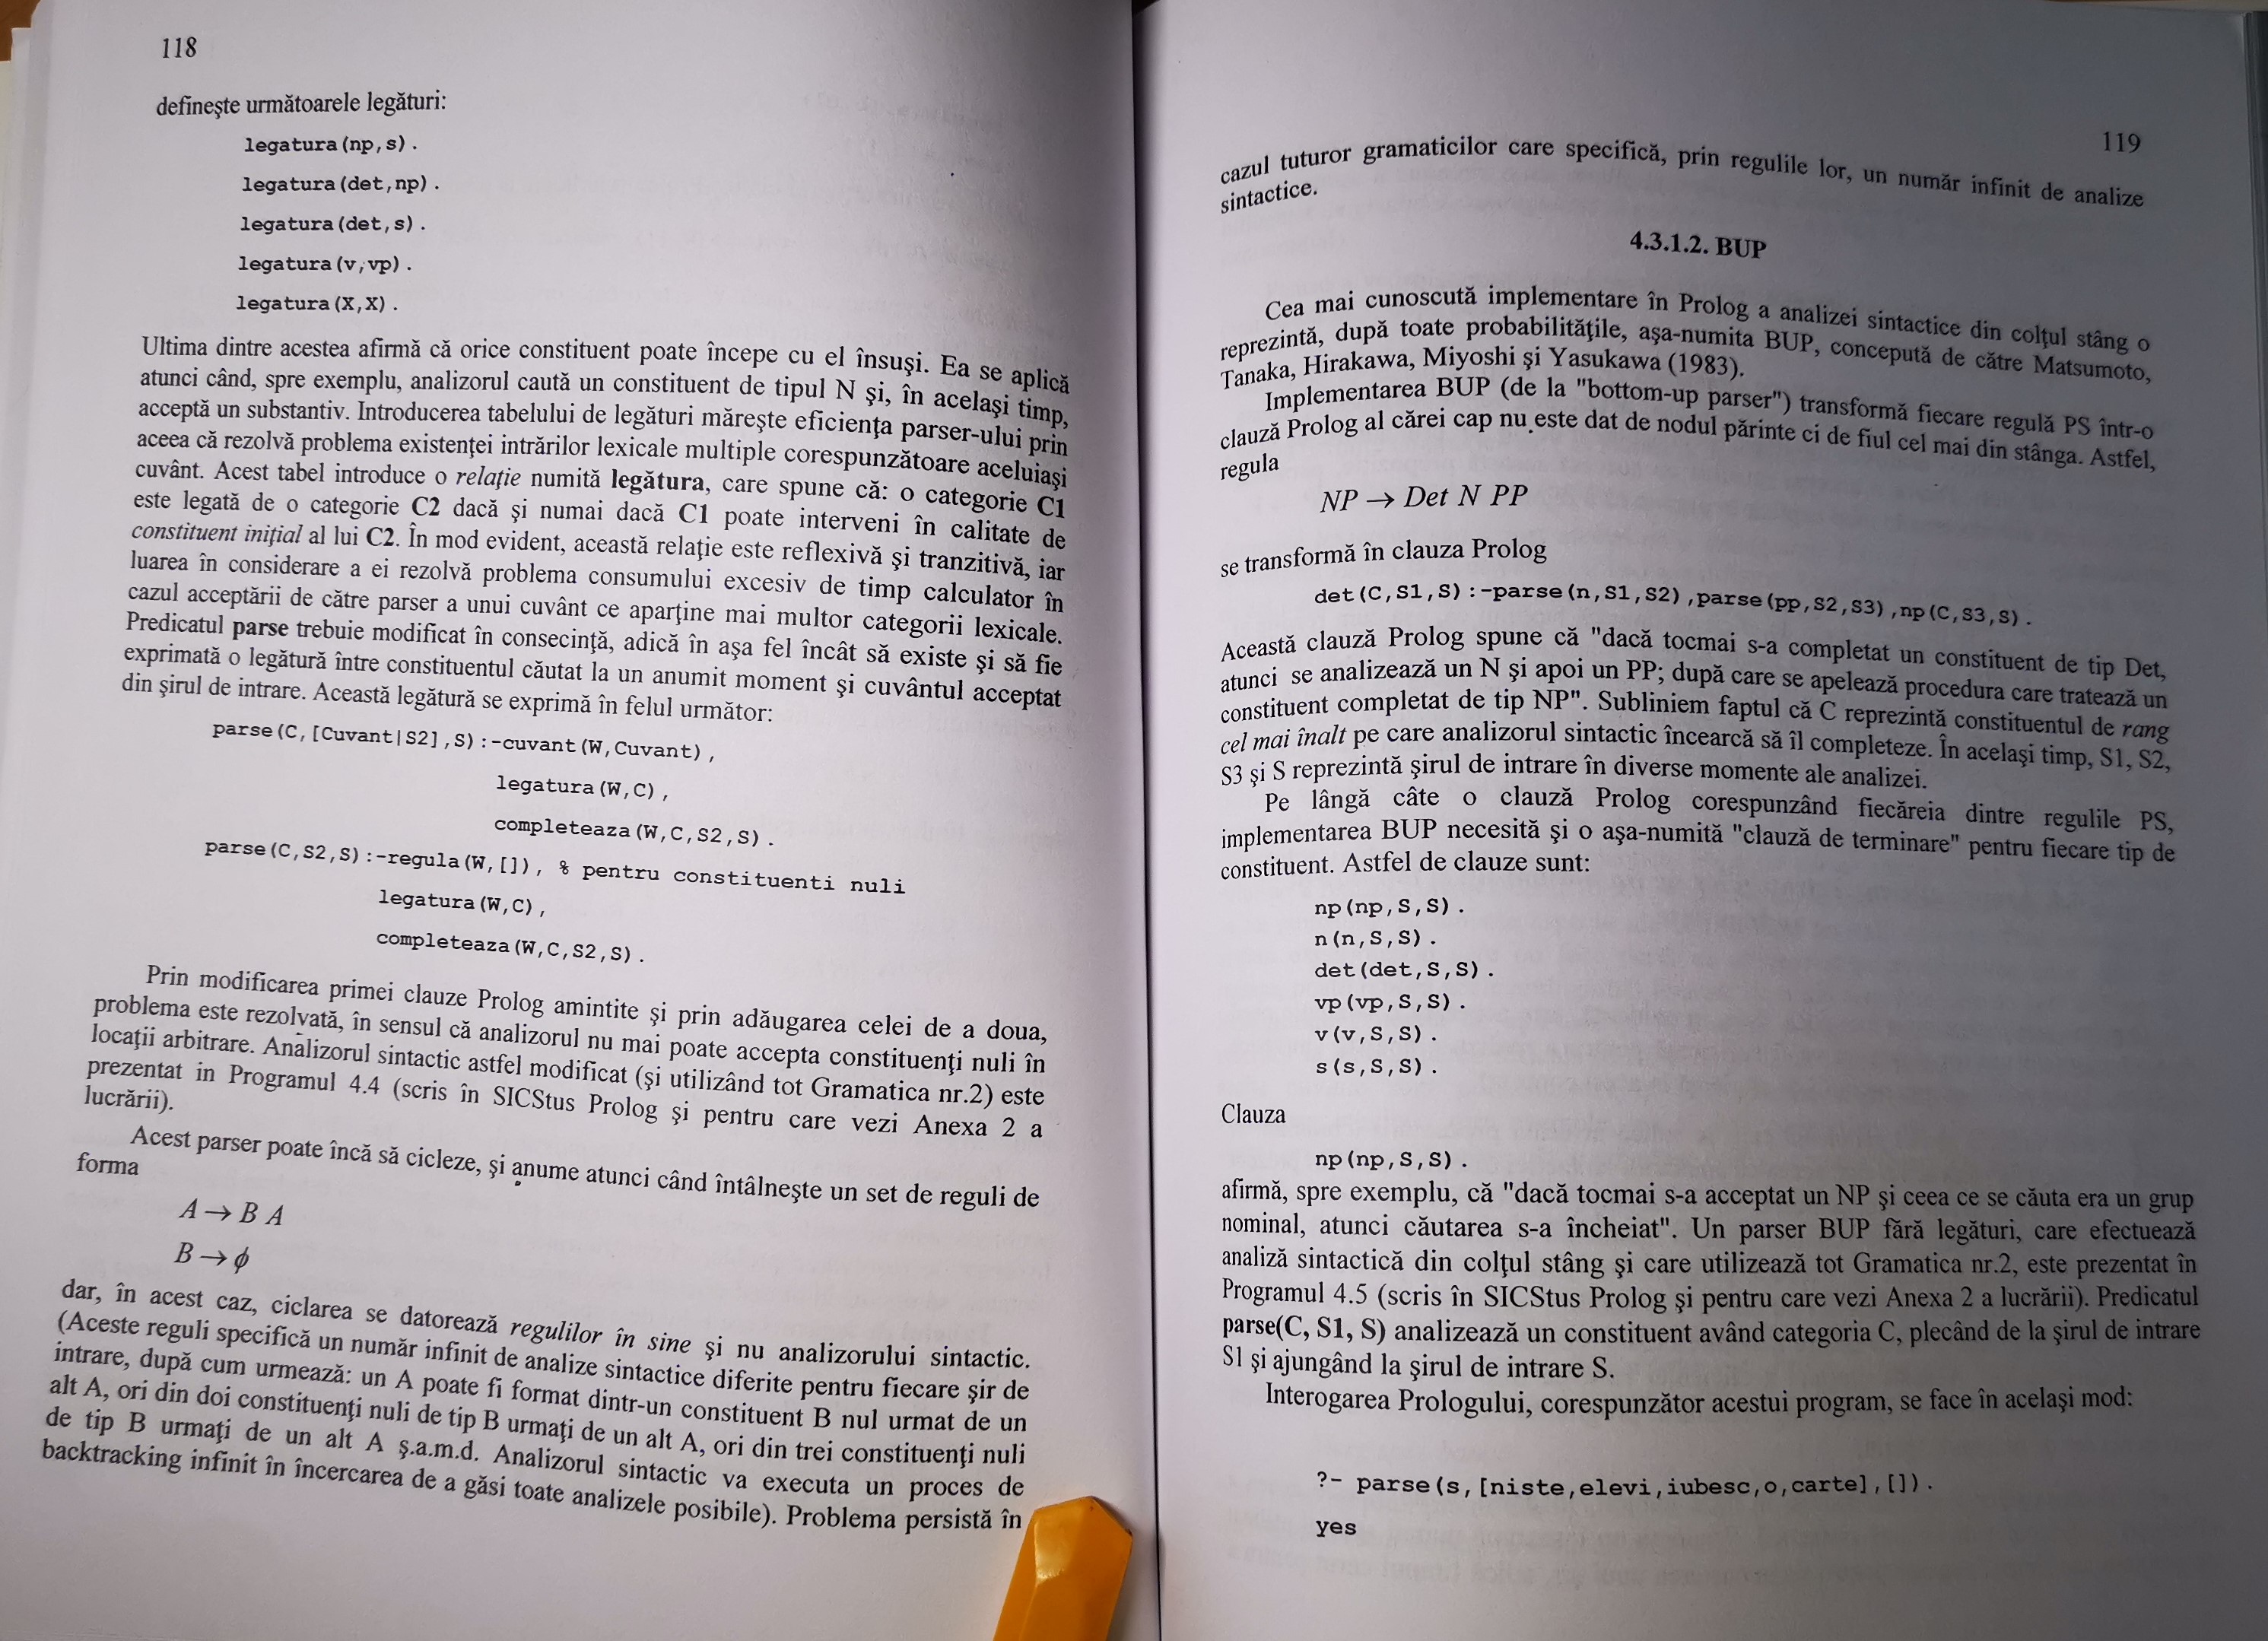 118
definește următoarele legături:
legatura(np,s).
legatura(det,np).
legatura(det,s).
legatura(v,vp).
legatura(X,X).
Ultima dintre acestea afirmă că orice constituent poate începe cu el însuşi. Ea se aplică
atunci când, spre exemplu, analizorul caută un constituent de tipul N şi, în acelaşi timp,
acceptă un substantiv. Introducerea tabelului de legături măreşte eficienţa parser-ului prin
aceea că rezolvă problema existenţei intrărilor lexicale multiple corespunzătoare aceluiaşi
cuvânt. Acest tabel introduce o relaţie numită legătura, care spune că: o categorie C1
este legată de o categorie C2 dacă şi numai dacă C1 poate interveni în calitate de
constituent iniţial al lui C2. În mod evident, această relaţie este reflexivă şi tranzitivă, iar
luarea în considerare a ei rezolvă problema consumului excesiv de timp calculator în
cazul acceptării de către parser a unui cuvânt ce aparţine mai multor categorii lexicale.
Predicatul parse trebuie modificat în consecinţă, adică în aşa fel încât să existe şi să fie
exprimată o legătură între constituentul căutat la un anumit moment şi cuvântul acceptat
din şirul de intrare. Această legătură se exprimă în felul următor:
parse(C,[Cuvant|S2],S):-cuvant(W,Cuvant),
legatura(W,C),
completeaza(W,C,S2,S).
parse(C,S2,S):-regula(W,[]), % pentru constituenti nuli
legatura(W,C),
completeaza(W,C,S2,S).
Prin modificarea primei clauze Prolog amintite şi prin adăugarea celei de a doua,
problema este rezolvată, în sensul că analizorul nu mai poate accepta constituenţi nuli în
locaţii arbitrare. Analizorul sintactic astfel modificat (şi utilizând tot Gramatica nr.2) este
prezentat in Programul 4.4 (scris în SICStus Prolog şi pentru care vezi Anexa 2 a
lucrării).
Acest parser poate încă să cicleze, şi anume atunci când întâlneşte un set de reguli de
forma
A → B A
B → ϕ
dar, în acest caz, ciclarea se datorează regulilor în sine şi nu analizorului sintactic.
(Aceste reguli specifică un număr infinit de analize sintactice diferite pentru fiecare şir de
intrare, după cum urmează: un A poate fi format dintr-un constituent B nul urmat de un
alt A, ori din doi constituenţi nuli de tip B urmaţi de un alt A, ori din trei constituenţi nuli
de tip B urmaţi de un alt A ş.a.m.d. Analizorul sintactic va executa un proces de
backtracking infinit în încercarea de a găsi toate analizele posibile). Problema persistă în
119
cazul tuturor gramaticilor care specifică, prin regulile lor, un număr infinit de analize
sintactice.
4.3.1.2. BUP
Cea mai cunoscută implementare în Prolog a analizei sintactice din colţul stâng o
reprezintă, după toate probabilităţile, aşa-numita BUP, concepută de către Matsumoto,
Tanaka, Hirakawa, Miyoshi şi Yasukawa (1983).
Implementarea BUP (de la "bottom-up parser") transformă fiecare regulă PS într-o
clauză Prolog al cărei cap nu este dat de nodul părinte ci de fiul cel mai din stânga. Astfel,
regula
NP → Det N PP
se transformă în clauza Prolog
det(C,S1,S):-parse(n,S1,S2),parse(pp,S2,S3),np(C,S3,S).
Această clauză Prolog spune că "dacă tocmai s-a completat un constituent de tip Det,
atunci se analizează un N şi apoi un PP; după care se apelează procedura care tratează un
constituent completat de tip NP". Subliniem faptul că C reprezintă constituentul de rang
cel mai înalt pe care analizorul sintactic încearcă să îl completeze. În acelaşi timp, S1, S2,
S3 şi S reprezintă şirul de intrare în diverse momente ale analizei.
Pe lângă câte o clauză Prolog corespunzând fiecăreia dintre regulile PS,
implementarea BUP necesită şi o aşa-numită "clauză de terminare" pentru fiecare tip de
constituent. Astfel de clauze sunt:
np(np,S,S).
n(n,S,S).
det(det,S,S).
vp(vp,S,S).
v(v,S,S).
s(s,S,S).
Clauza
np(np,S,S).
afirmă, spre exemplu, că "dacă tocmai s-a acceptat un NP şi ceea ce se căuta era un grup
nominal, atunci căutarea s-a încheiat". Un parser BUP fără legături, care efectuează
analiză sintactică din colţul stâng şi care utilizează tot Gramatica nr.2, este prezentat în
Programul 4.5 (scris în SICStus Prolog şi pentru care vezi Anexa 2 a lucrării). Predicatul
parse(C, S1, S) analizează un constituent având categoria C, plecând de la şirul de intrare
S1 şi ajungând la şirul de intrare S.
Interogarea Prologului, corespunzător acestui program, se face în acelaşi mod:
?- parse(s,[niste,elevi,iubesc,o,carte],[]).
yes